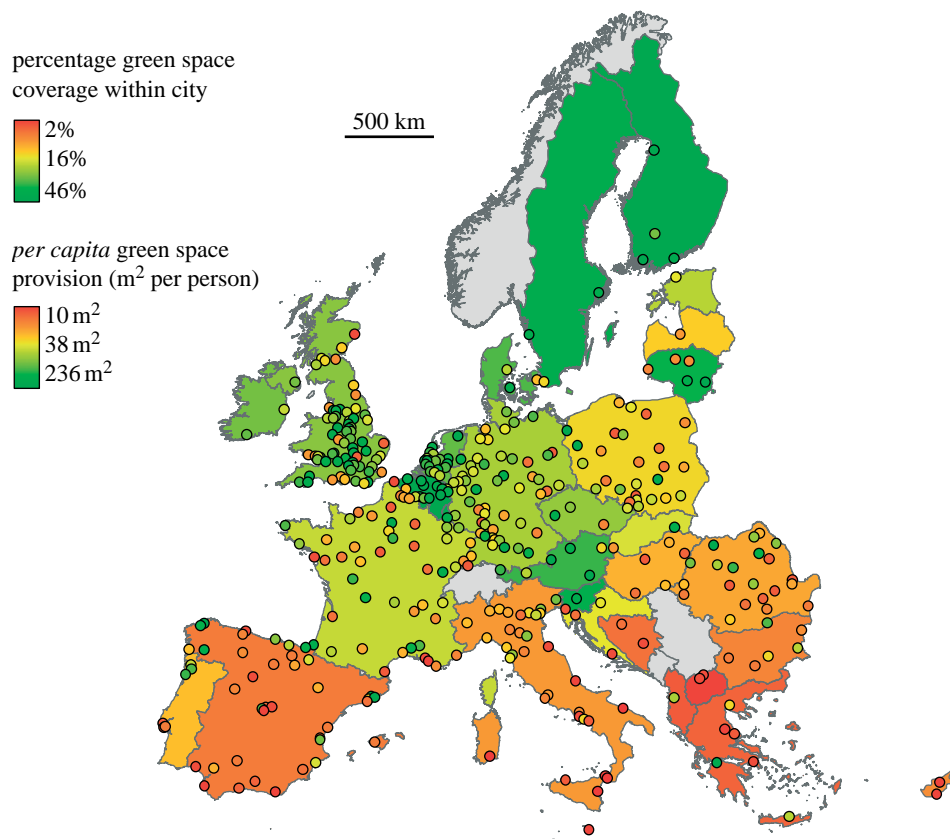 percentage green space
coverage within city
2%
16%
46%
500 km
per capita green space
provision (m² per person)
10 m²
38 m²
236 m²